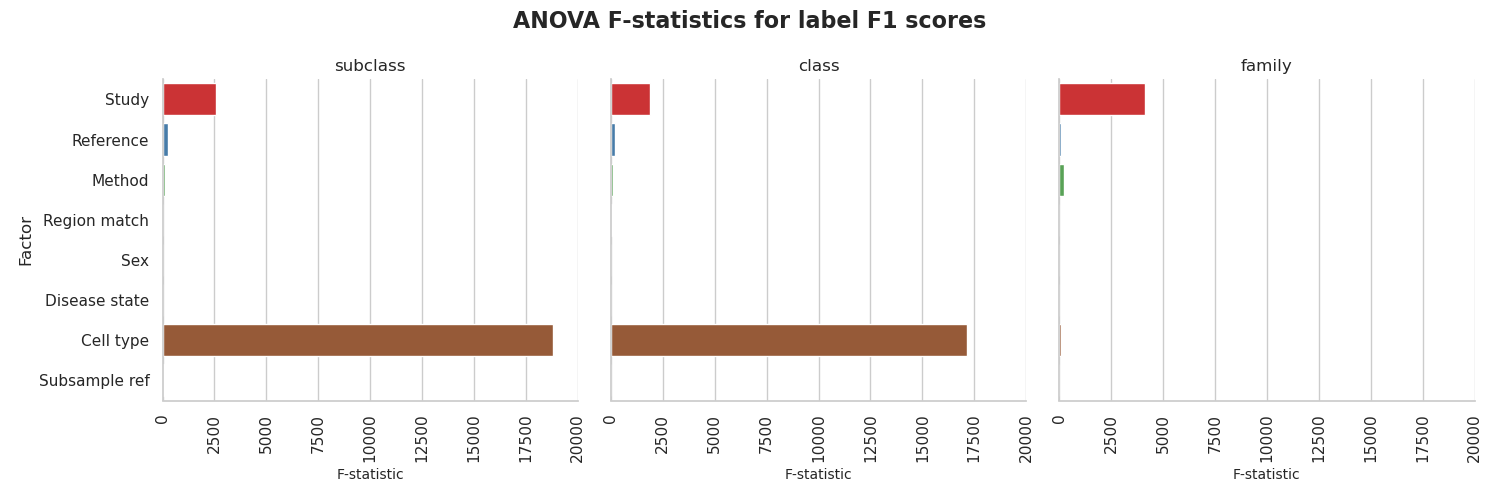 ANOVA F-statistics for label F1 scores
subclass
class
family
Factor
Study
Reference
Method
Region match
Sex
Disease state
Cell type
Subsample ref
0 2500 5000 7500 10000 12500 15000 17500 20000
0 2500 5000 7500 10000 12500 15000 17500 20000
0 2500 5000 7500 10000 12500 15000 17500 20000
F-statistic
F-statistic
F-statistic